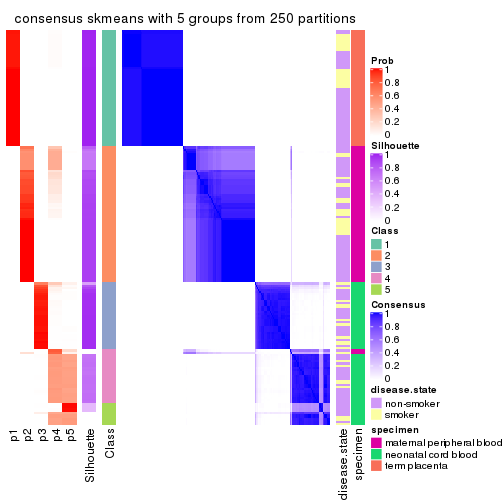 consensus skmeans with 5 groups from 250 partitions
p1
p2
p3
p4
p5
Silhouette
Class
disease.state
specimen
Prob
1
0.8
0.6
0.4
0.2
0
Silhouette
1
0.8
0.6
0.4
0.2
0
Class
1
2
3
4
5
Consensus
1
0.8
0.6
0.4
0.2
0
disease.state
non-smoker
smoker
specimen
maternal peripheral blood
neonatal cord blood
term placenta